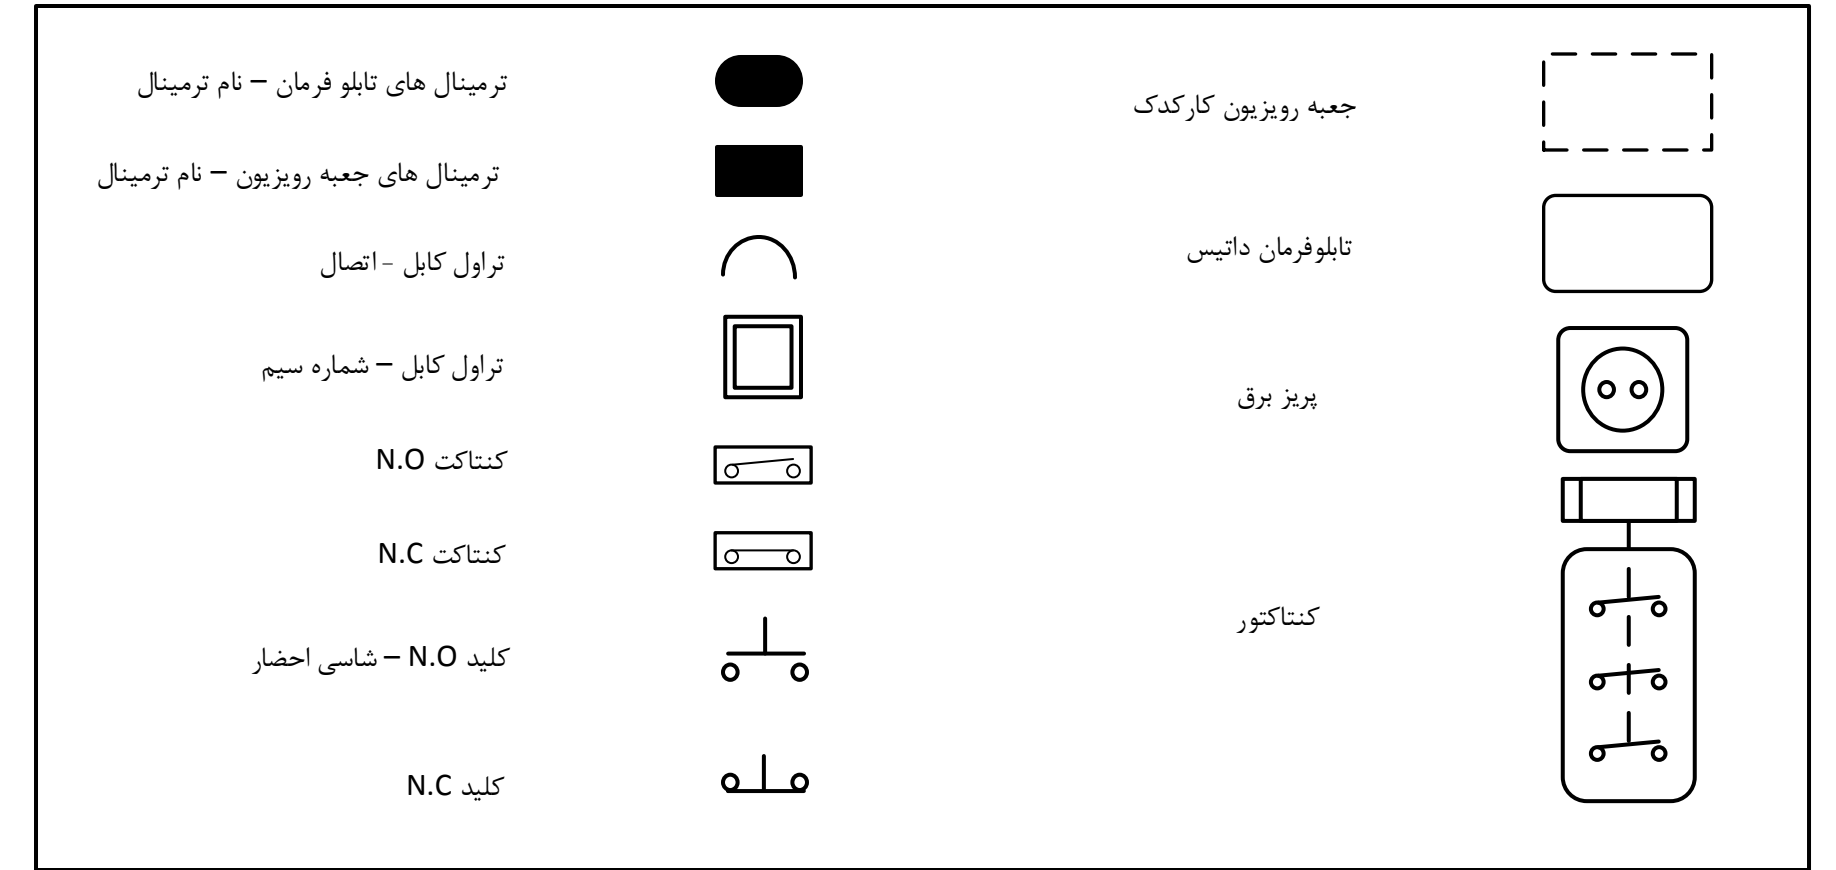 جعبه رویزیون کارکدک
تابلوفرمان داتیس
پریز برق
کنتاکتور
ترمینال های تابلو فرمان – نام ترمینال
ترمینال های جعبه رویزیون – نام ترمینال
تراول کابل - اتصال
تراول کابل – شماره سیم
کنتاکت N.O
کنتاکت N.C
کلید N.O – شاسی احضار
کلید N.C